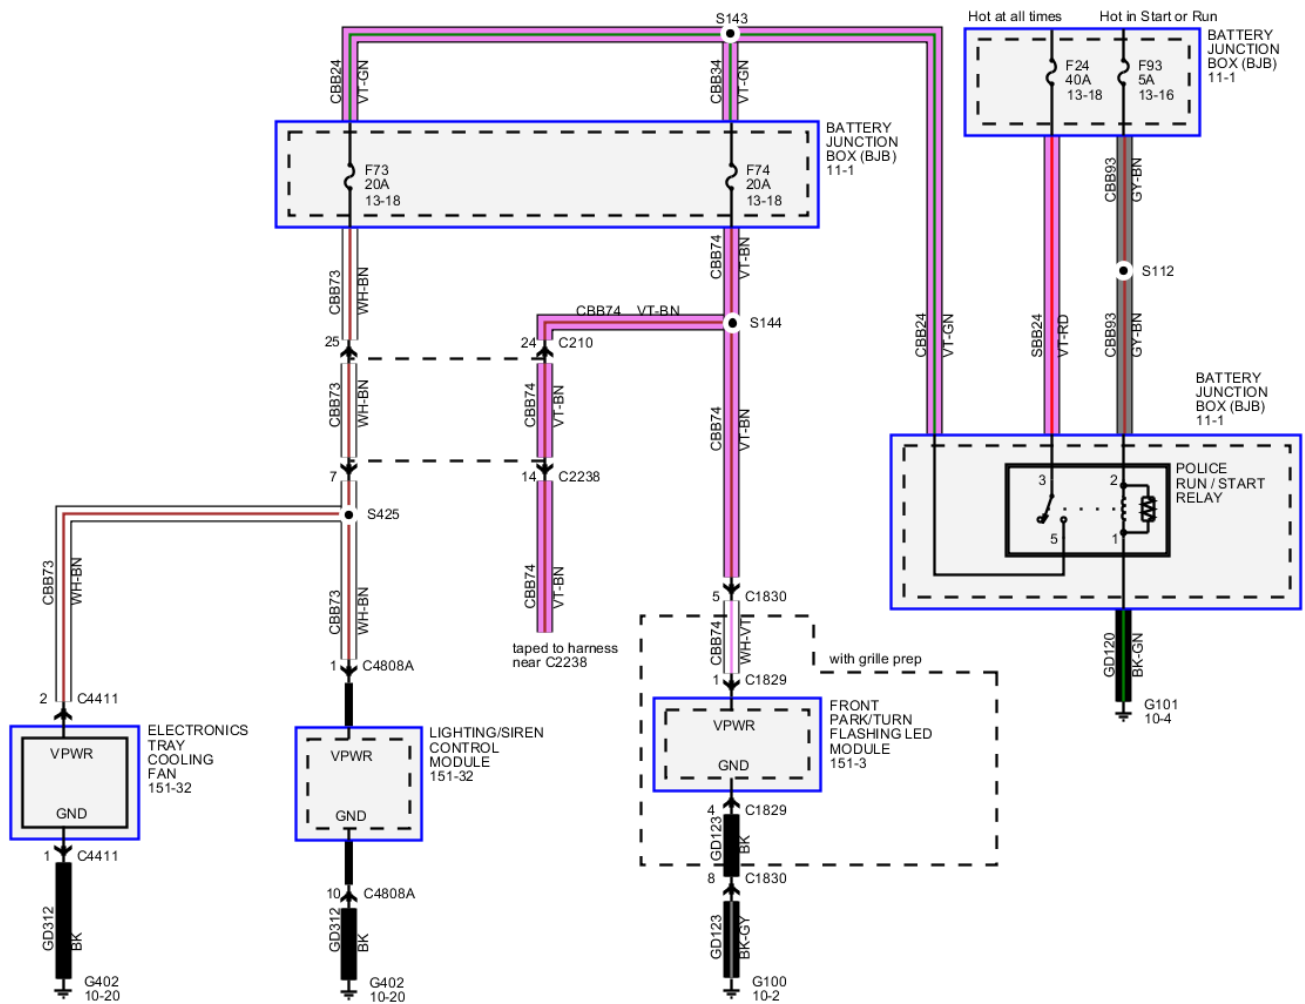 S143
Hot at all times
Hot in Start or Run
CBB24
VT-GN
CBB34
VT-GN
F24
40A
13-18
F93
5A
13-16
BATTERY
JUNCTION
BOX (BJB)
11-1
F73
20A
13-18
F74
20A
13-18
BATTERY
JUNCTION
BOX (BJB)
11-1
CBB93
GY-BN
CBB73
WH-BN
CBB74
VT-BN
S112
CBB74
VT-BN
S144
25
24
C210
CBB24
VT-GN
SBB24
VT-RD
CBB93
GY-BN
CBB73
WH-BN
CBB74
VT-BN
CBB74
VT-BN
BATTERY
JUNCTION
BOX (BJB)
11-1
7
14
C2238
3
2
5
1
POLICE
RUN / START
RELAY
S425
CBB73
WH-BN
CBB73
WH-BN
CBB74
VT-BN
5
C1830
taped to harness
near C2238
CBB74
WH-VT
with grille prep
GD120
BK-GN
1
C4808A
1
C1829
2
C4411
G101
10-4
VPWR
GND
ELECTRONICS
TRAY
COOLING
FAN
151-32
VPWR
GND
LIGHTING/SIREN
CONTROL
MODULE
151-32
VPWR
GND
FRONT
PARK/TURN
FLASHING LED
MODULE
151-3
4
C1829
GD123
BK
1
C4411
8
C1830
10
C4808A
GD312
BK
GD312
BK
GD123
BK-GY
G402
10-20
G402
10-20
G100
10-2